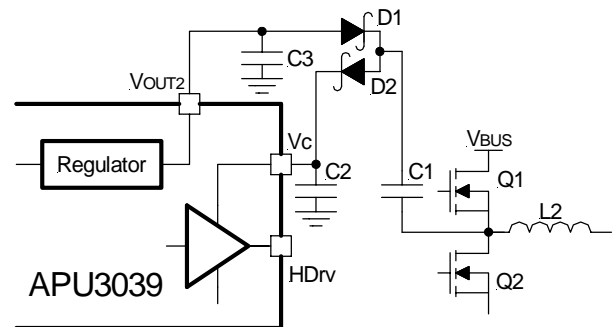 D1
C3
D2
VOUT2
Regulator
Vc
C2
C1
VBUS
Q1
L2
Q2
HDrv
APU3039